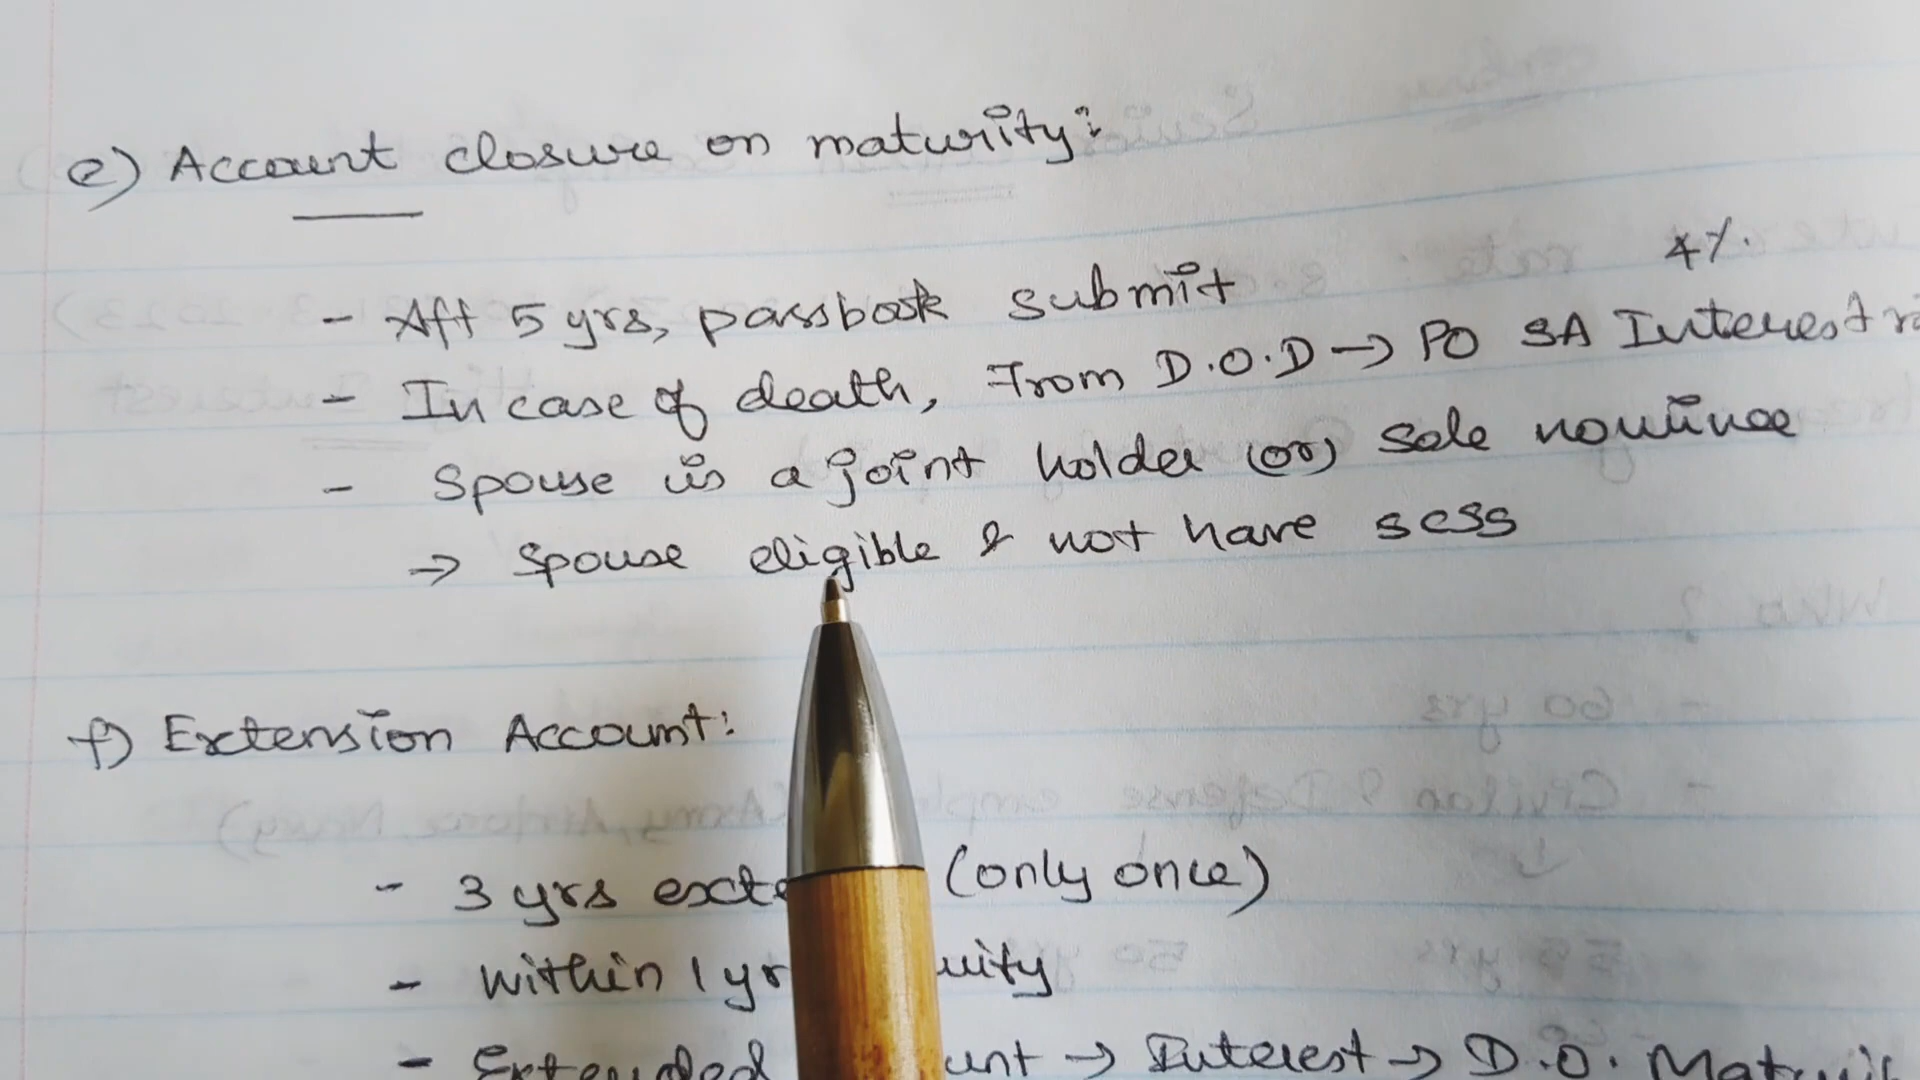 e) Account closure on maturity:
4%.
- Aft 5 yrs, passbook submit
- In case of death, From D.O.D → PO SA Interest
- Spouse is a joint holder (or) sole nominee
→ Spouse eligible & not have scss
f) Extension Account:
- 3 yrs (only once)
- Within 1 yr
- Extended → Interest → D.O.